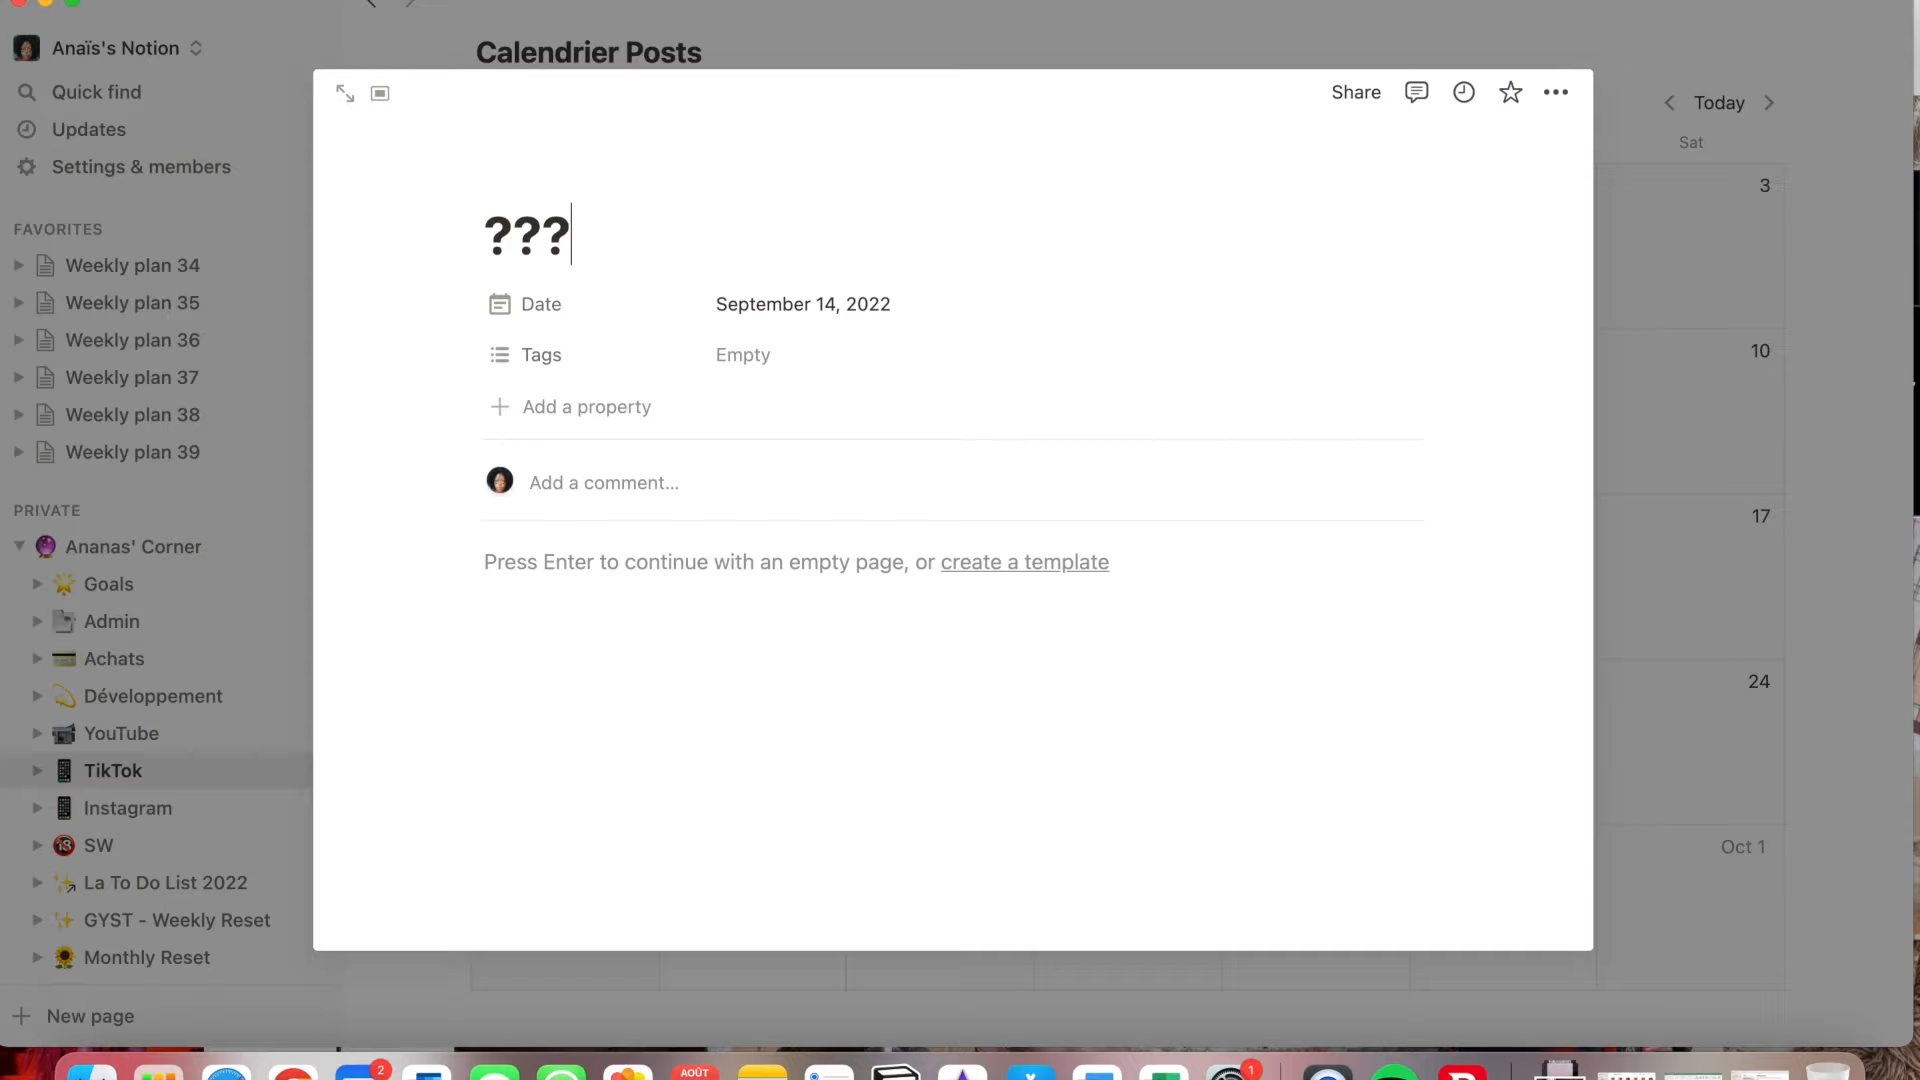 Anaïs's Notion
Quick find
Updates
Settings & members
FAVORITES
Weekly plan 34
Weekly plan 35
Weekly plan 36
Weekly plan 37
Weekly plan 38
Weekly plan 39
PRIVATE
Ananas' Corner
Goals
Admin
Achats
Développement
YouTube
TikTok
Instagram
SW
La To Do List 2022
GYST - Weekly Reset
Monthly Reset
New page
Calendrier Posts
Share
Today
Sat
3
10
17
24
Oct 1
???
Date September 14, 2022
Tags Empty
Add a property
Add a comment...
Press Enter to continue with an empty page, or create a template
2
AOÛT
1